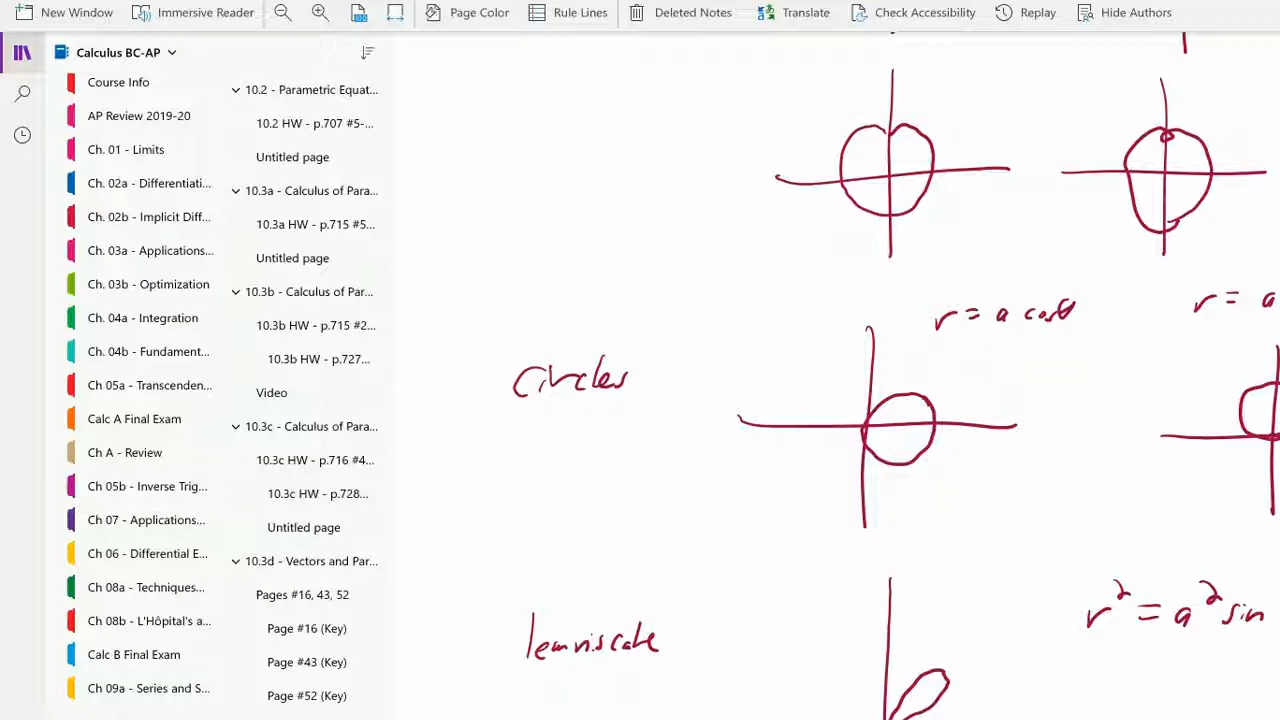 New Window Immersive Reader Page Color Rule Lines Deleted Notes Translate Check Accessibility Replay Hide Authors
Calculus BC-AP
Course Info
AP Review 2019-20
Ch. 01 - Limits
Ch. 02a - Differentiati...
Ch. 02b - Implicit Diff...
Ch. 03a - Applications...
Ch. 03b - Optimization
Ch. 04a - Integration
Ch. 04b - Fundament...
Ch. 05a - Transcenden...
Calc A Final Exam
Ch A - Review
Ch 05b - Inverse Trig...
Ch 07 - Applications...
Ch 06 - Differential E...
Ch 08a - Techniques...
Ch 08b - L'Hôpital's a...
Calc B Final Exam
Ch 09a - Series and S...
10.2 - Parametric Equat...
10.2 HW - p.707 #5-...
Untitled page
10.3a - Calculus of Para...
10.3a HW - p.715 #5...
Untitled page
10.3b - Calculus of Par...
10.3b HW - p.715 #2...
10.3b HW - p.727...
Video
10.3c - Calculus of Para...
10.3c HW - p.716 #4...
10.3c HW - p.728...
Untitled page
10.3d - Vectors and Par...
Pages #16, 43, 52
Page #16 (Key)
Page #43 (Key)
Page #52 (Key)
r = a cosθ r = a
circles
r² = a² sin
lemniscate